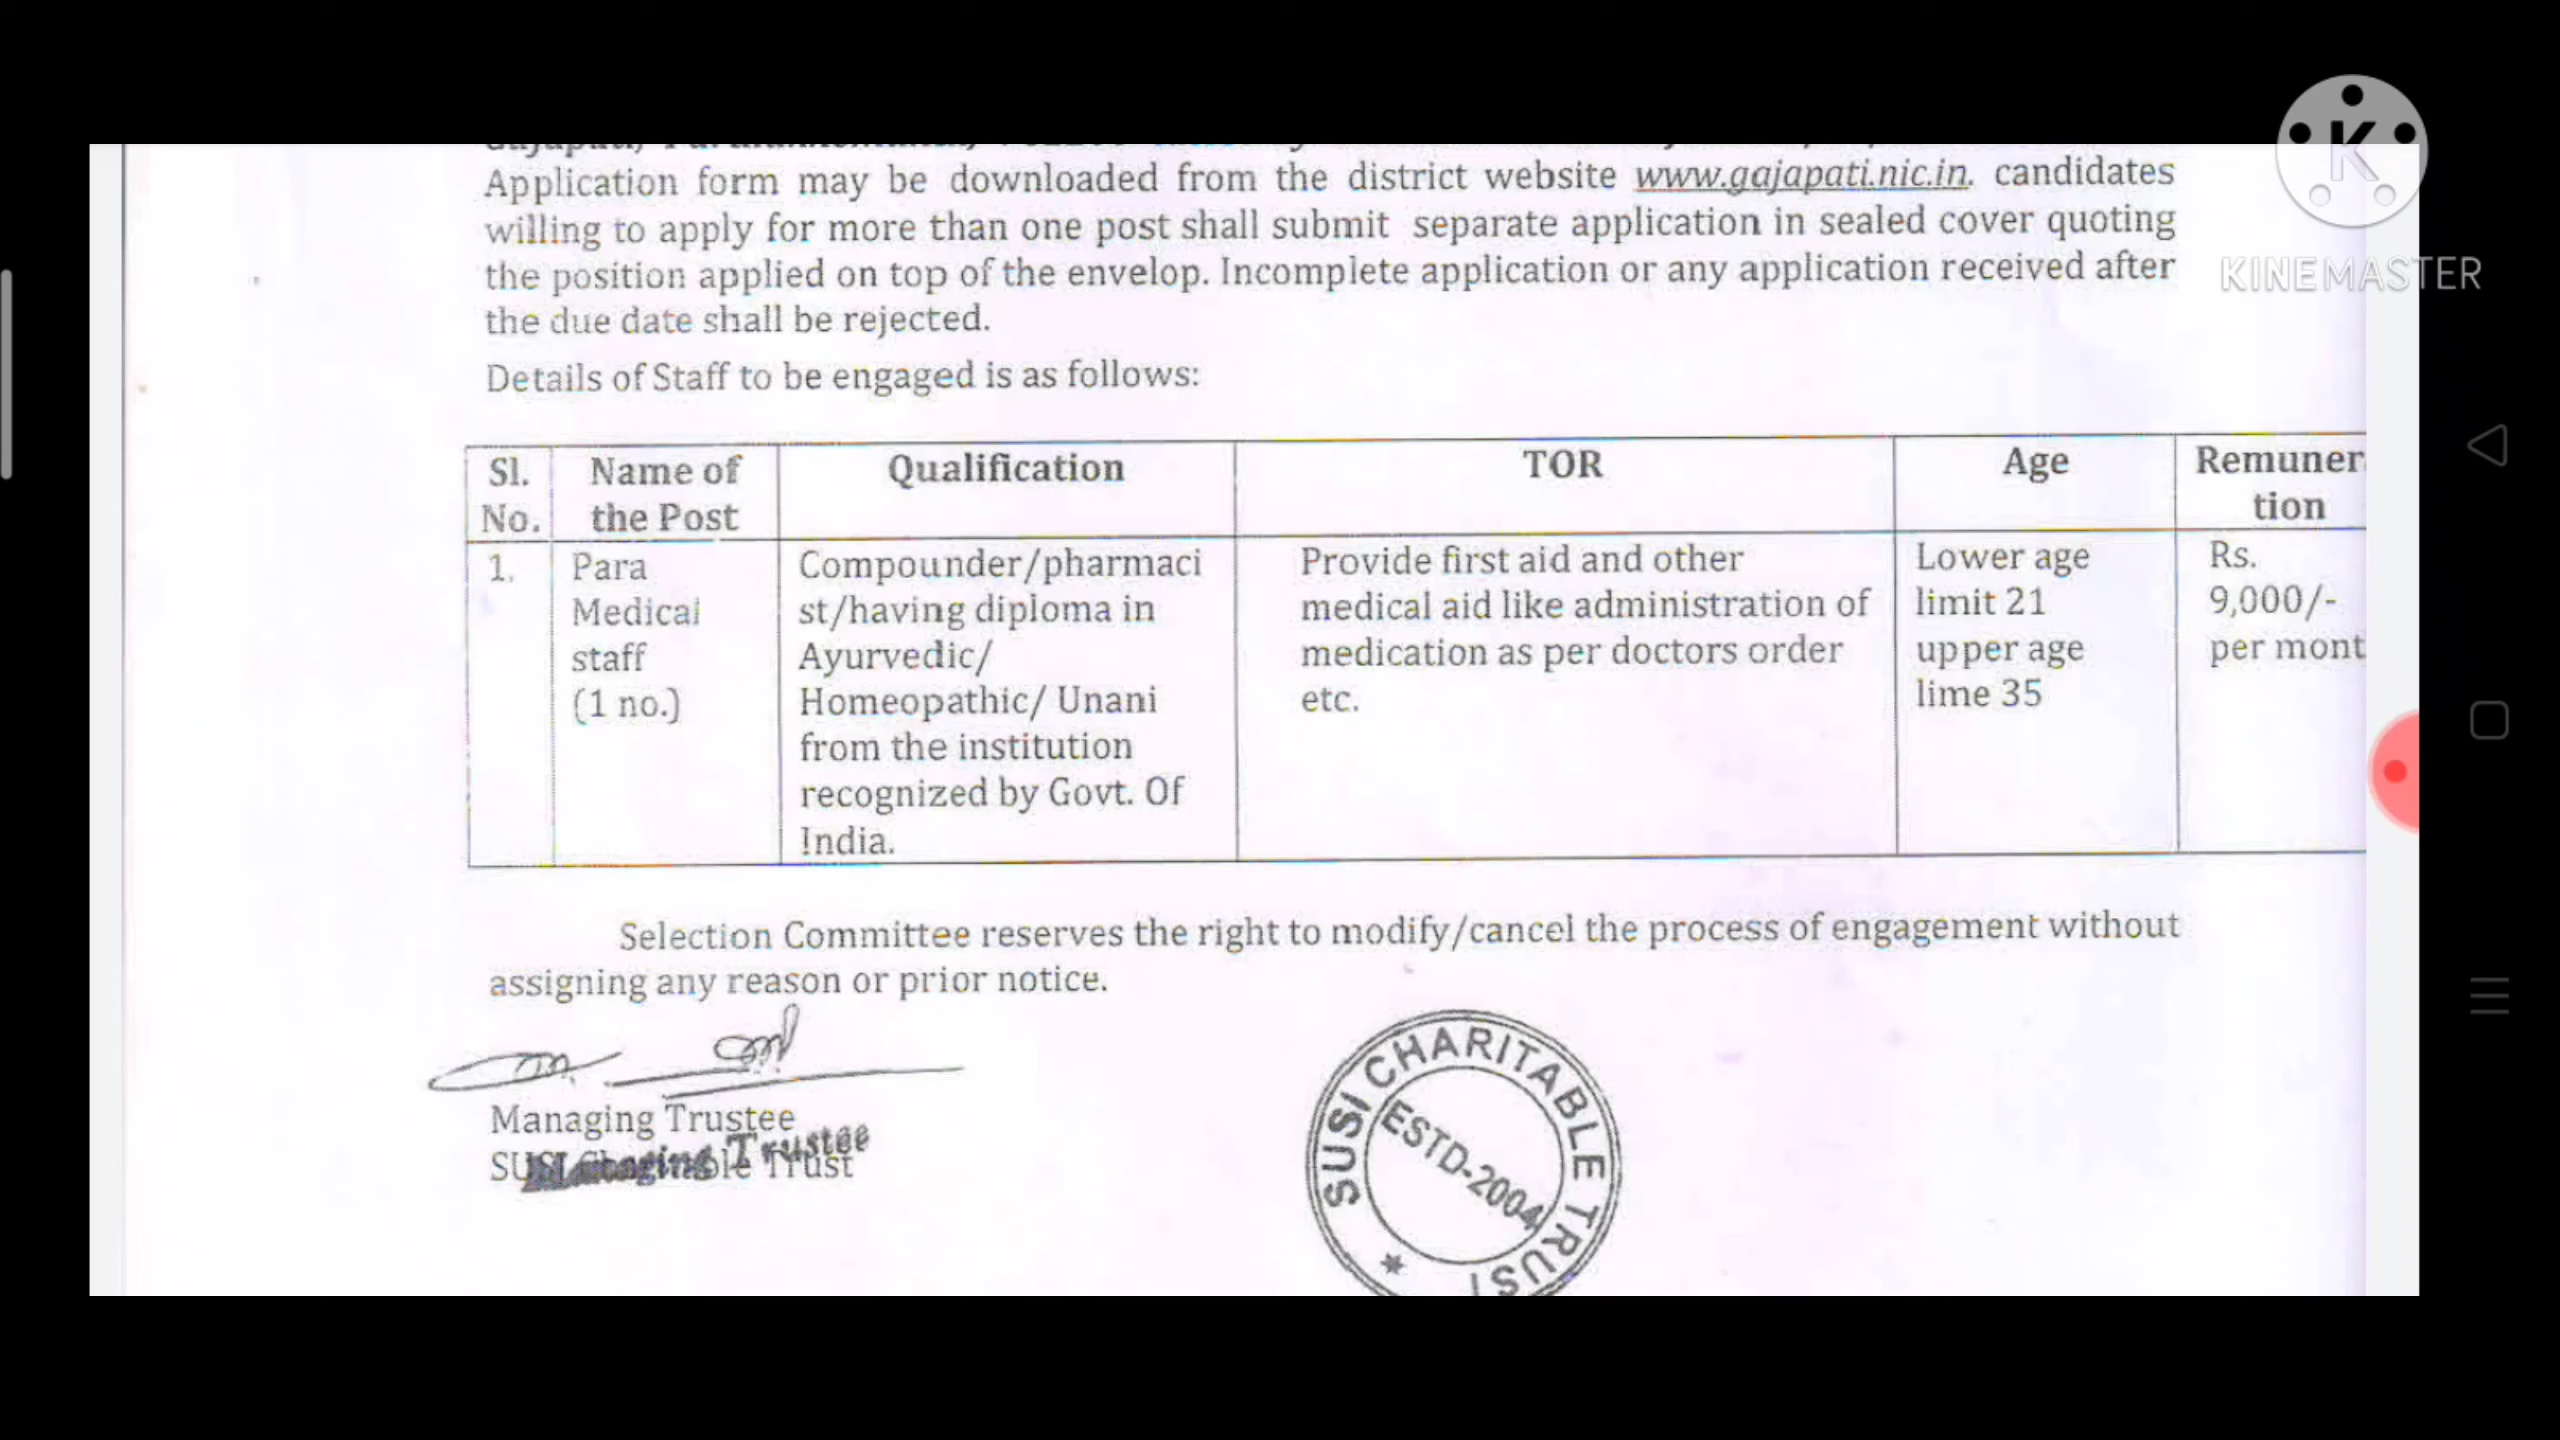 Application form may be downloaded from the district website www.gajapati.nic.in. candidates
willing to apply for more than one post shall submit separate application in sealed cover quoting
the position applied on top of the envelop. Incomplete application or any application received after
the due date shall be rejected.
Details of Staff to be engaged is as follows:
Sl. No. Name of the Post Qualification TOR Age Remuner tion
1. Para Medical staff (1 no.)
Compounder/pharmaci
st/having diploma in
Ayurvedic/
Homeopathic/ Unani
from the institution
recognized by Govt. Of
India.
Provide first aid and other
medical aid like administration of
medication as per doctors order
etc.
Lower age
limit 21
upper age
lime 35
Rs.
9,000/-
per mont
Selection Committee reserves the right to modify/cancel the process of engagement without
assigning any reason or prior notice.
Managing Trustee
Managing Trustee
Trust
SUSI CHARITABLE TRUST
ESTD-2004
K
KINEMASTER